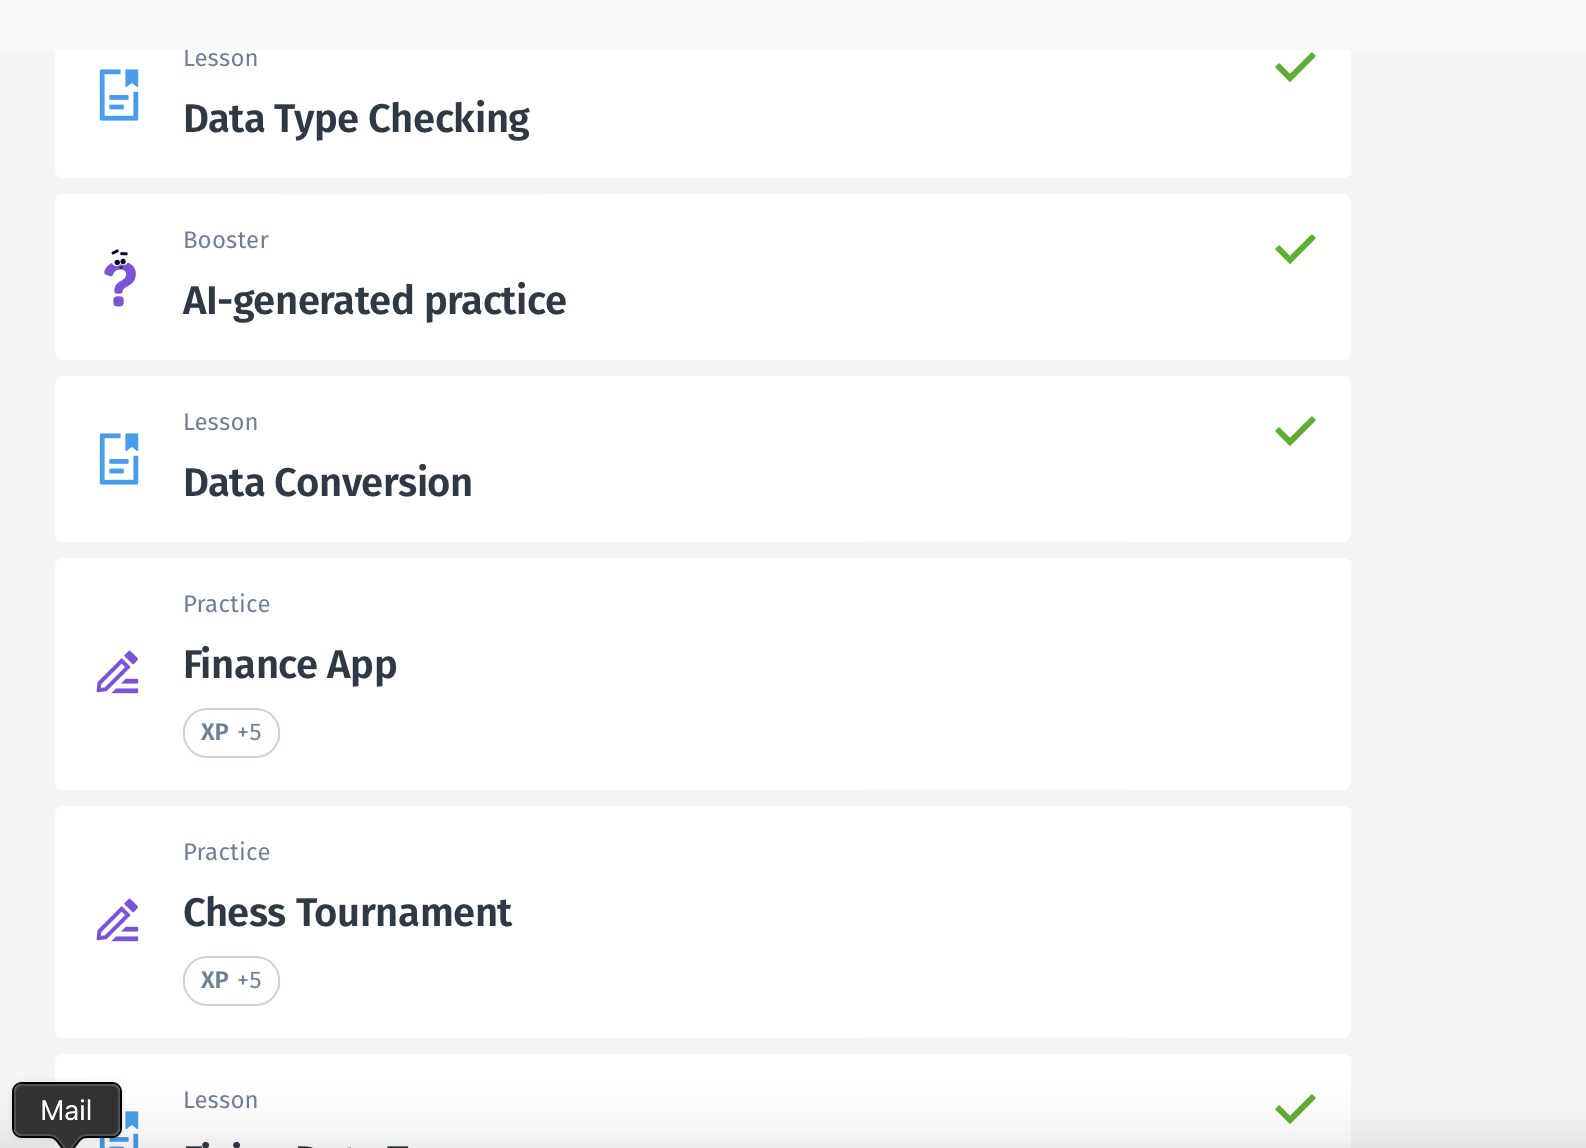 Lesson
Data Type Checking
Booster
AI-generated practice
Lesson
Data Conversion
Practice
Finance App
XP +5
Practice
Chess Tournament
XP +5
Lesson
Mail